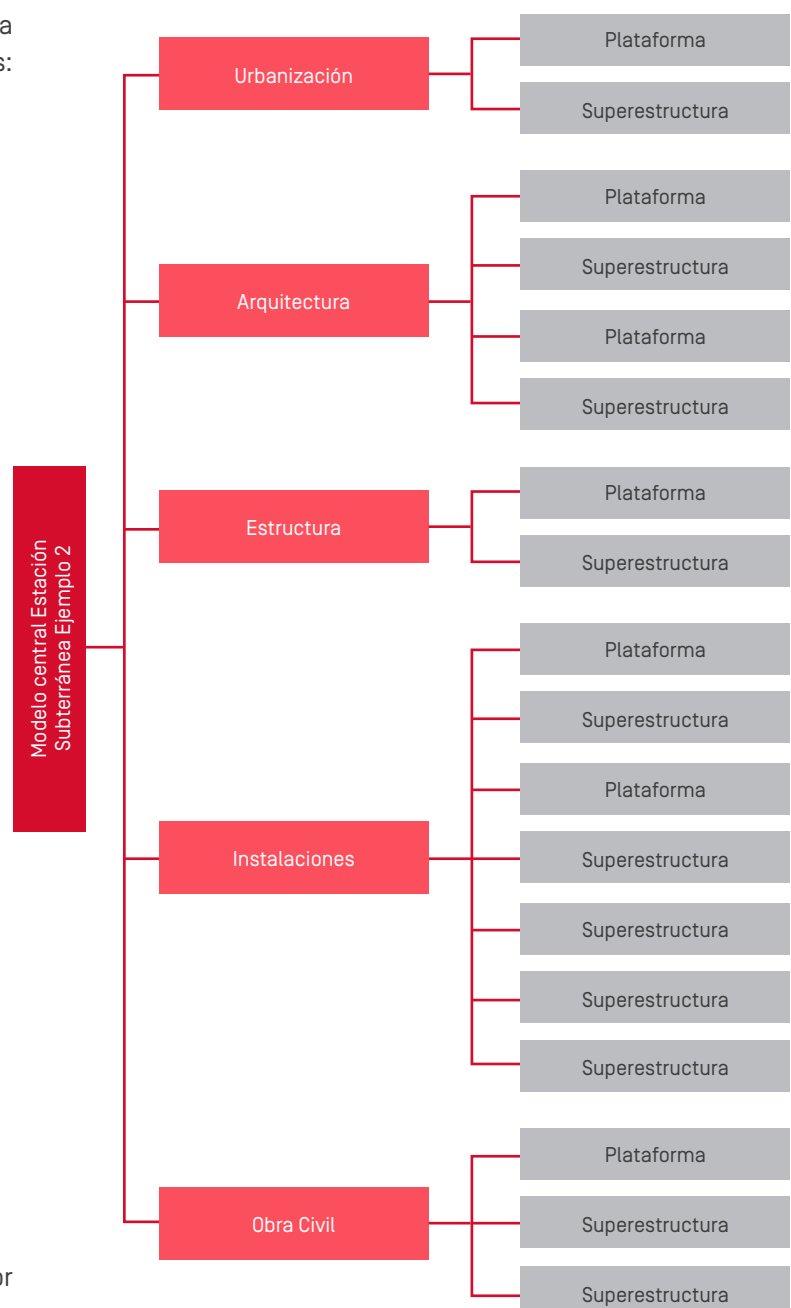 a
s:
Modelo central Estación
Subterránea Ejemplo 2
Urbanización
Plataforma
Superestructura
Arquitectura
Plataforma
Superestructura
Plataforma
Superestructura
Estructura
Plataforma
Superestructura
Instalaciones
Plataforma
Superestructura
Plataforma
Superestructura
Superestructura
Superestructura
Superestructura
Obra Civil
Plataforma
Superestructura
Superestructura
or